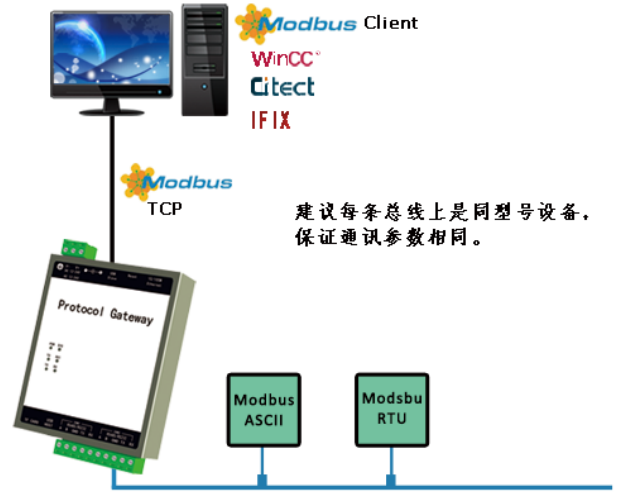 Modbus Client
WinCC
Citect
IFIX
Modbus
TCP
建议每条总线上是同型号设备,
保证通讯参数相同。
Protocol Gateway
Modbus
ASCII
Modsbu
RTU